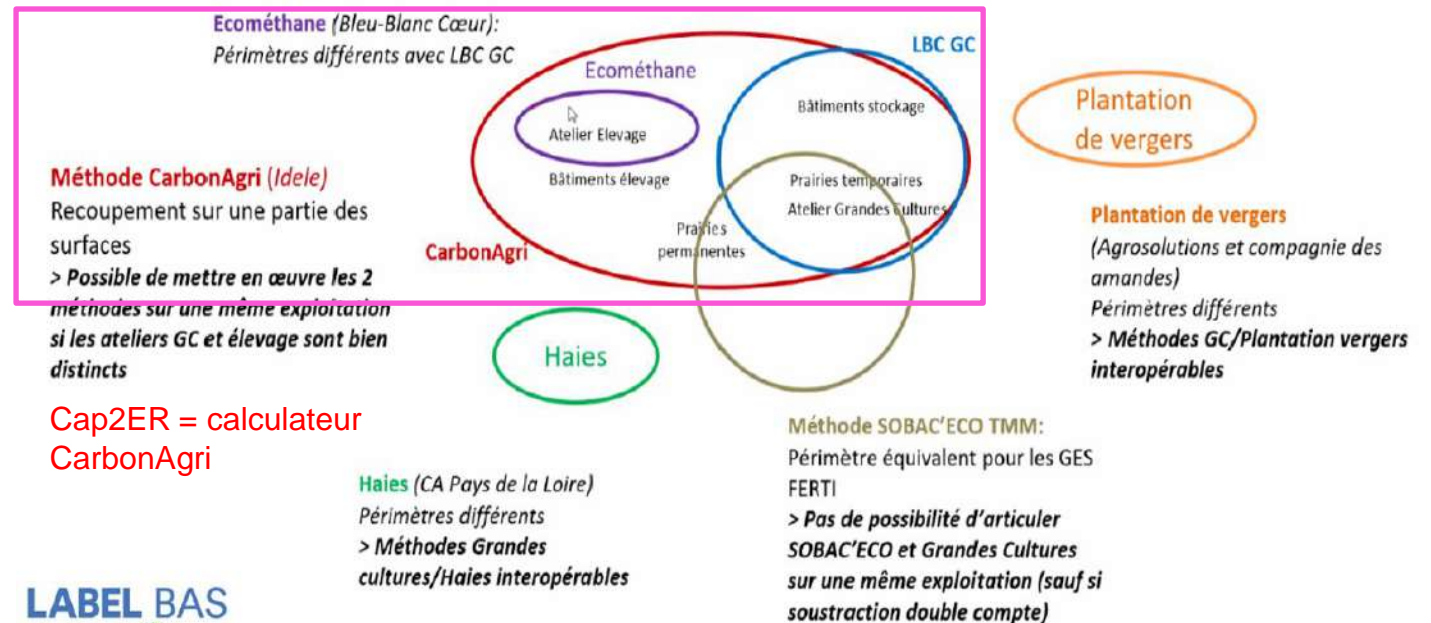 Ecométhane (Bleu-Blanc Cœur):
Périmètres différents avec LBC GC
LBC GC
Ecométhane
Bâtiments stockage
Atelier Elevage
Bâtiments élevage
Prairies temporaires
Atelier Grandes Cultures
Prairies
permanentes
CarbonAgri
Plantation
de vergers
Méthode CarbonAgri (Idele)
Recoupement sur une partie des
surfaces
> Possible de mettre en œuvre les 2
méthodes sur une même exploitation
si les ateliers GC et élevage sont bien
distincts
Haies
Plantation de vergers
(Agrosolutions et compagnie des
amandes)
Périmètres différents
> Méthodes GC/Plantation vergers
interopérables
Cap2ER = calculateur
CarbonAgri
Haies (CA Pays de la Loire)
Périmètres différents
> Méthodes Grandes
cultures/Haies interopérables
Méthode SOBAC'ECO TMM:
Périmètre équivalent pour les GES
FERTI
> Pas de possibilité d'articuler
SOBAC'ECO et Grandes Cultures
sur une même exploitation (sauf si
soustraction double compte)
LABEL BAS